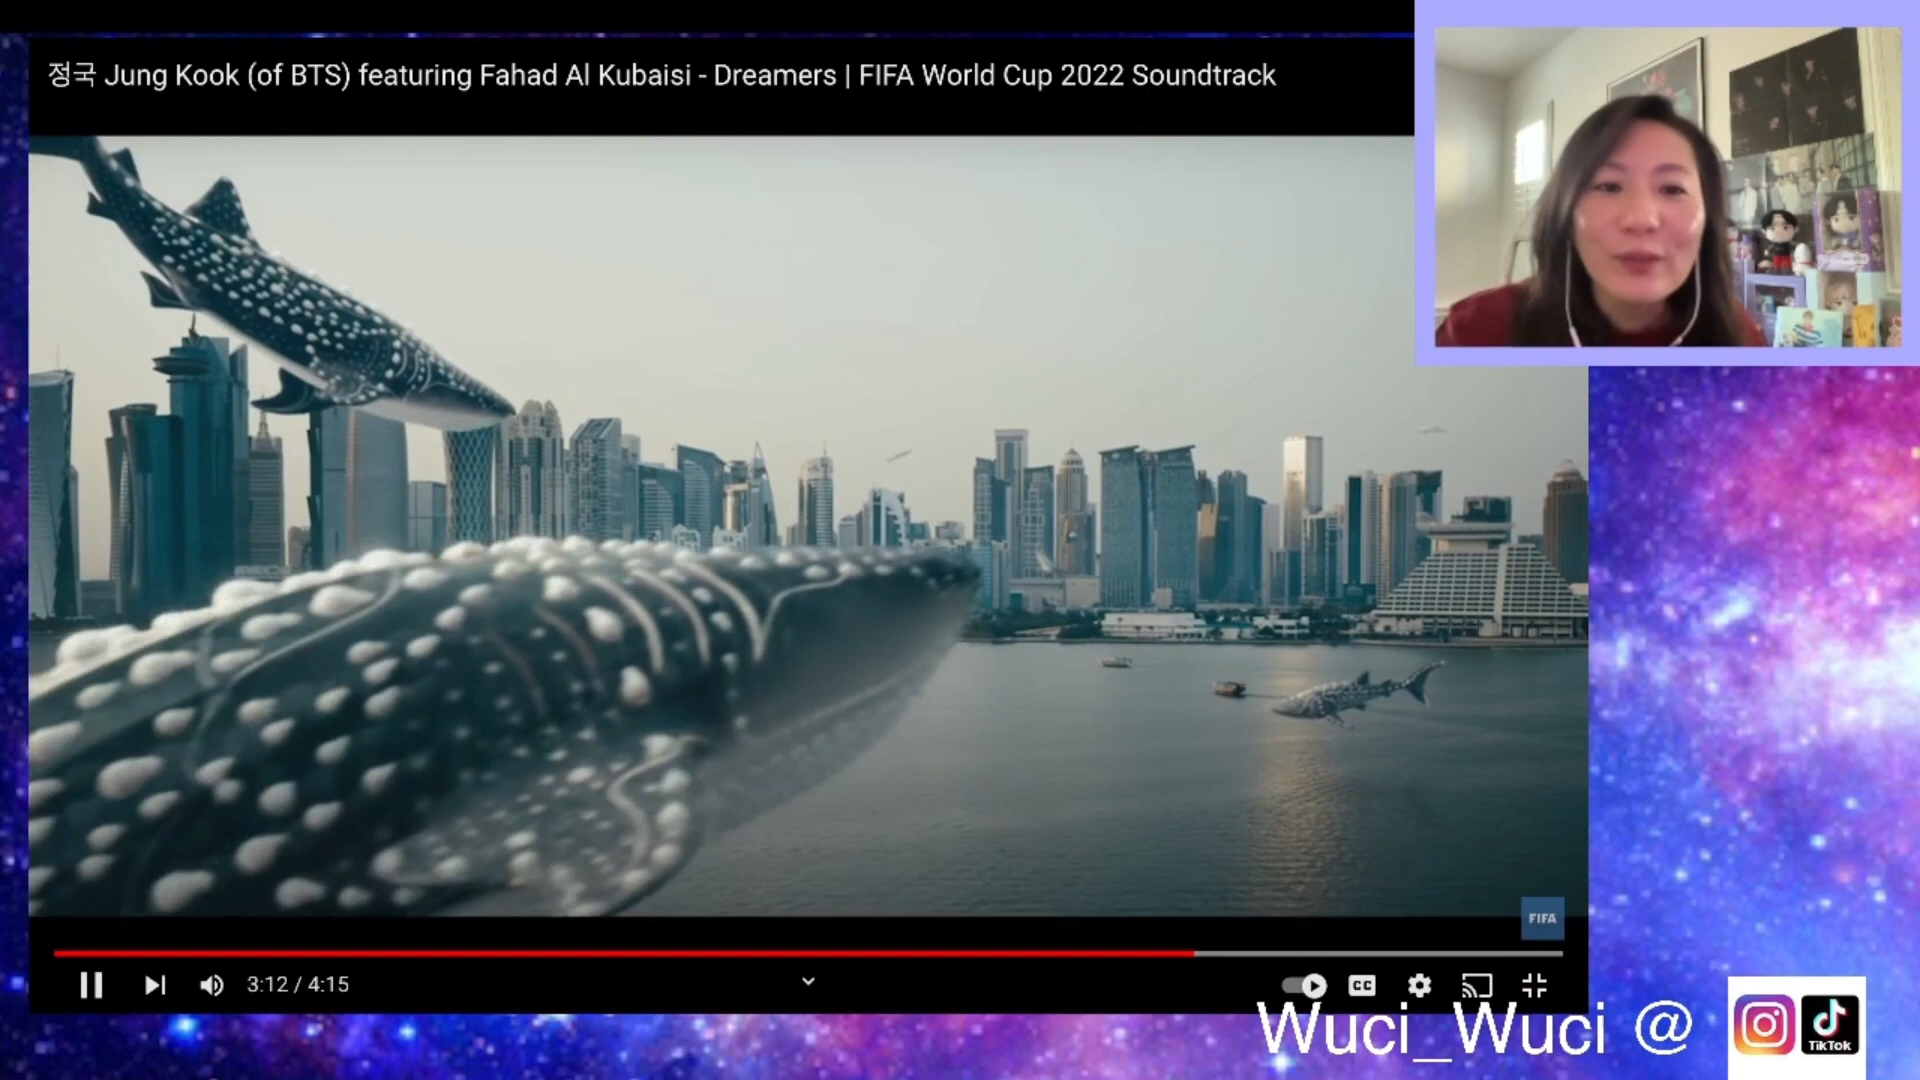 정국 Jung Kook (of BTS) featuring Fahad Al Kubaisi - Dreamers | FIFA World Cup 2022 Soundtrack
FIFA
3:12 / 4:15
CC
Wuci_Wuci @
TikTok